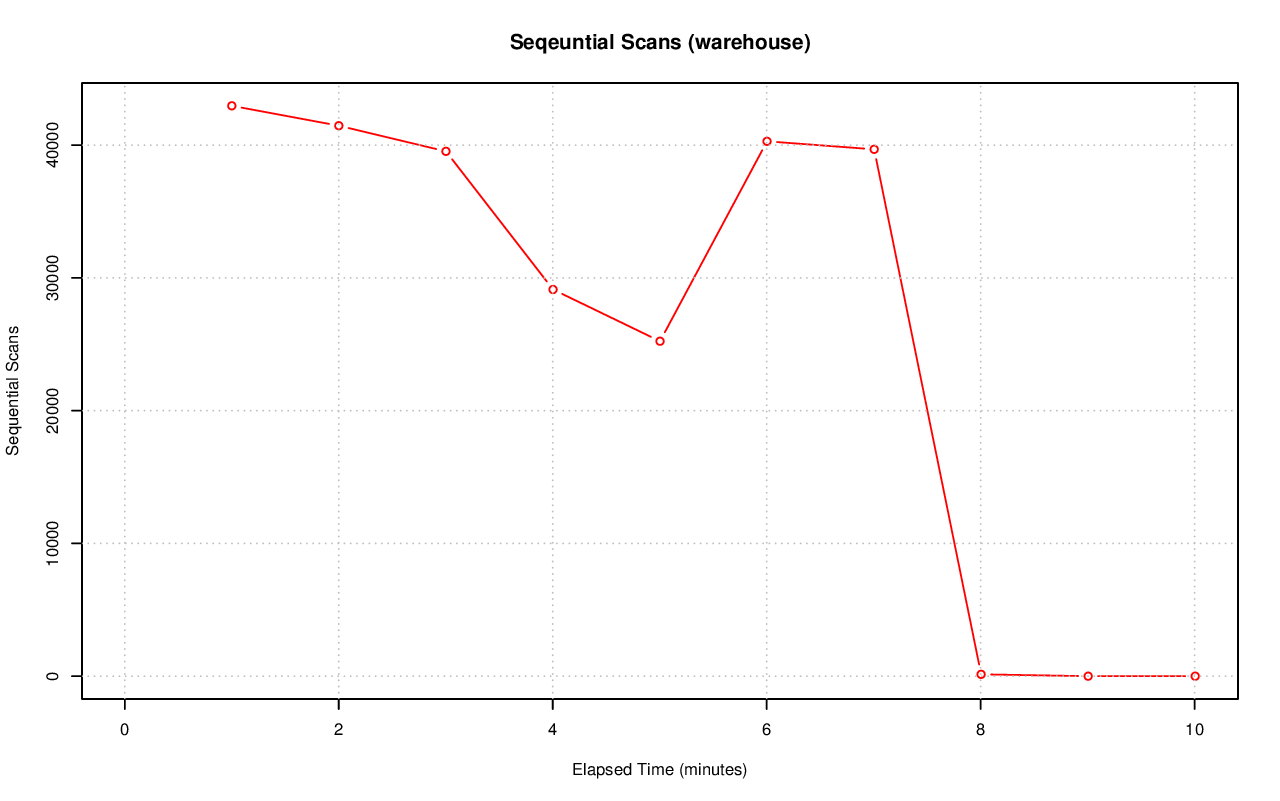 Seqeuntial Scans (warehouse)
Sequential Scans
40000
30000
20000
10000
0
0 2 4 6 8 10
Elapsed Time (minutes)